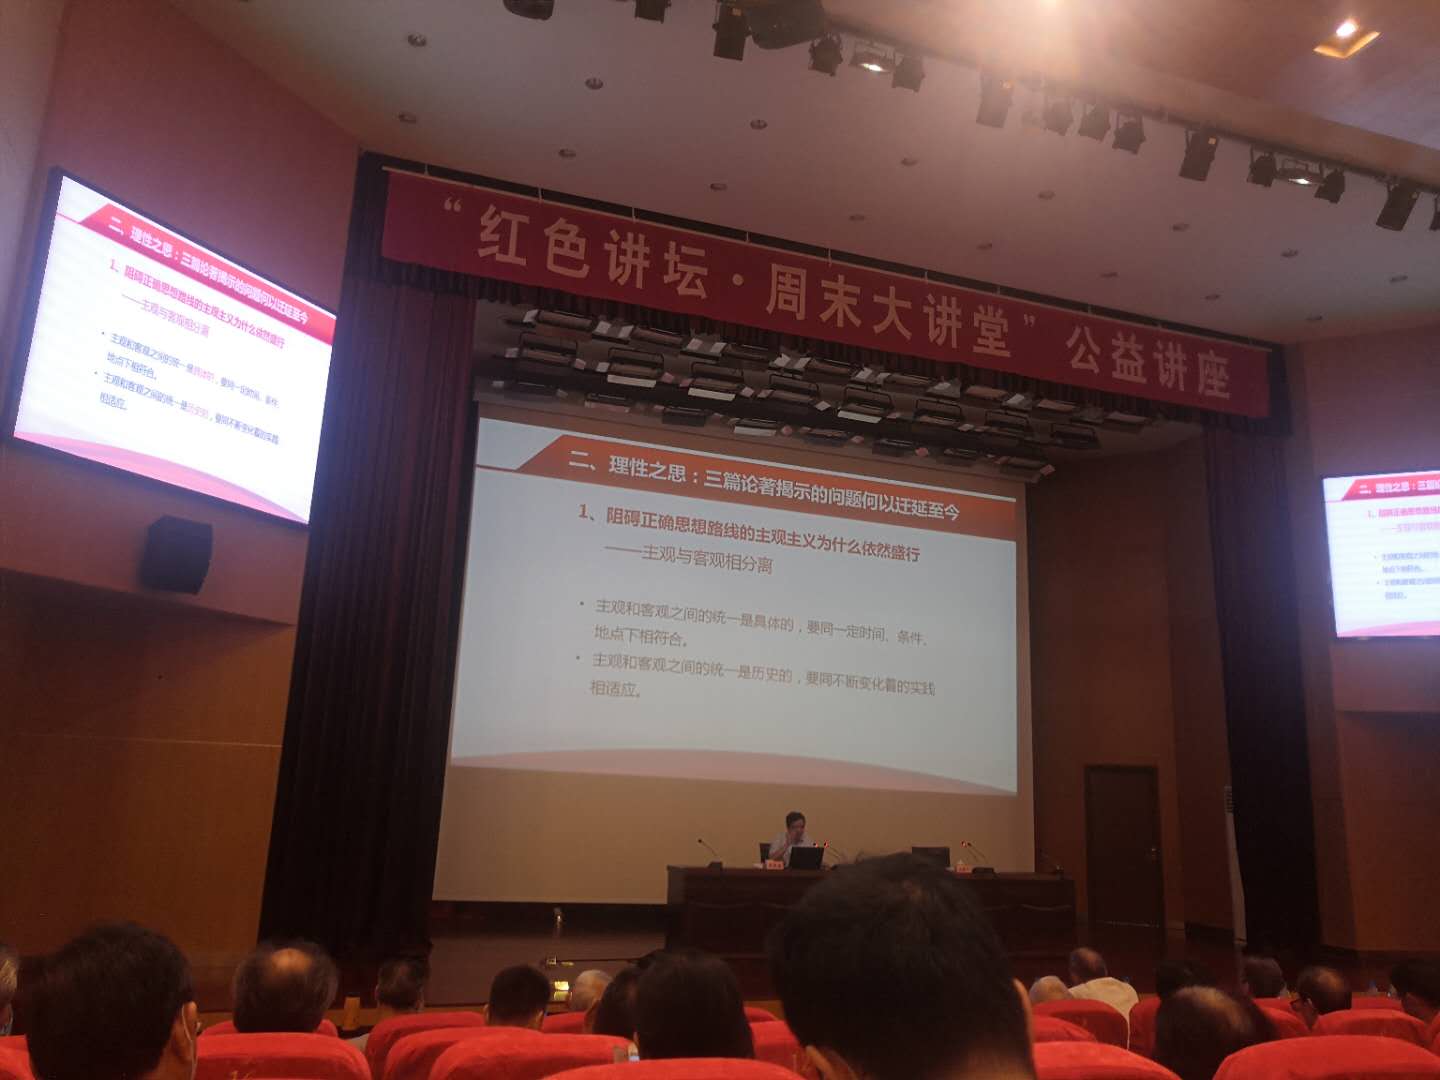 “红色讲坛·周末大讲堂”公益讲座
二、理性之思：三篇论著揭示的问题何以迁延至今
1、阻碍正确思想路线的主观主义为什么依然盛行
——主观与客观相分离
• 主观和客观之间的统一是具体的，要同一定时间、条件、
地点下相符合。
• 主观和客观之间的统一是历史的，要同不断变化着的实践
相适应。
二、理性之思：三篇论著揭示的问题何以迁延至今
1、阻碍正确思想路线的主观主义为什么依然盛行
——主观与客观相分离
• 主观和客观之间的统一是具体的，要同一定时间、条件、
地点下相符合。
• 主观和客观之间的统一是历史的，要同不断变化着的实践
相适应。
二、理性之思：三篇论
1、阻碍正确思想路线
——主观与客观
• 主观和客观之间的
地点下相符合。
• 主观和客观之间的
相适应。